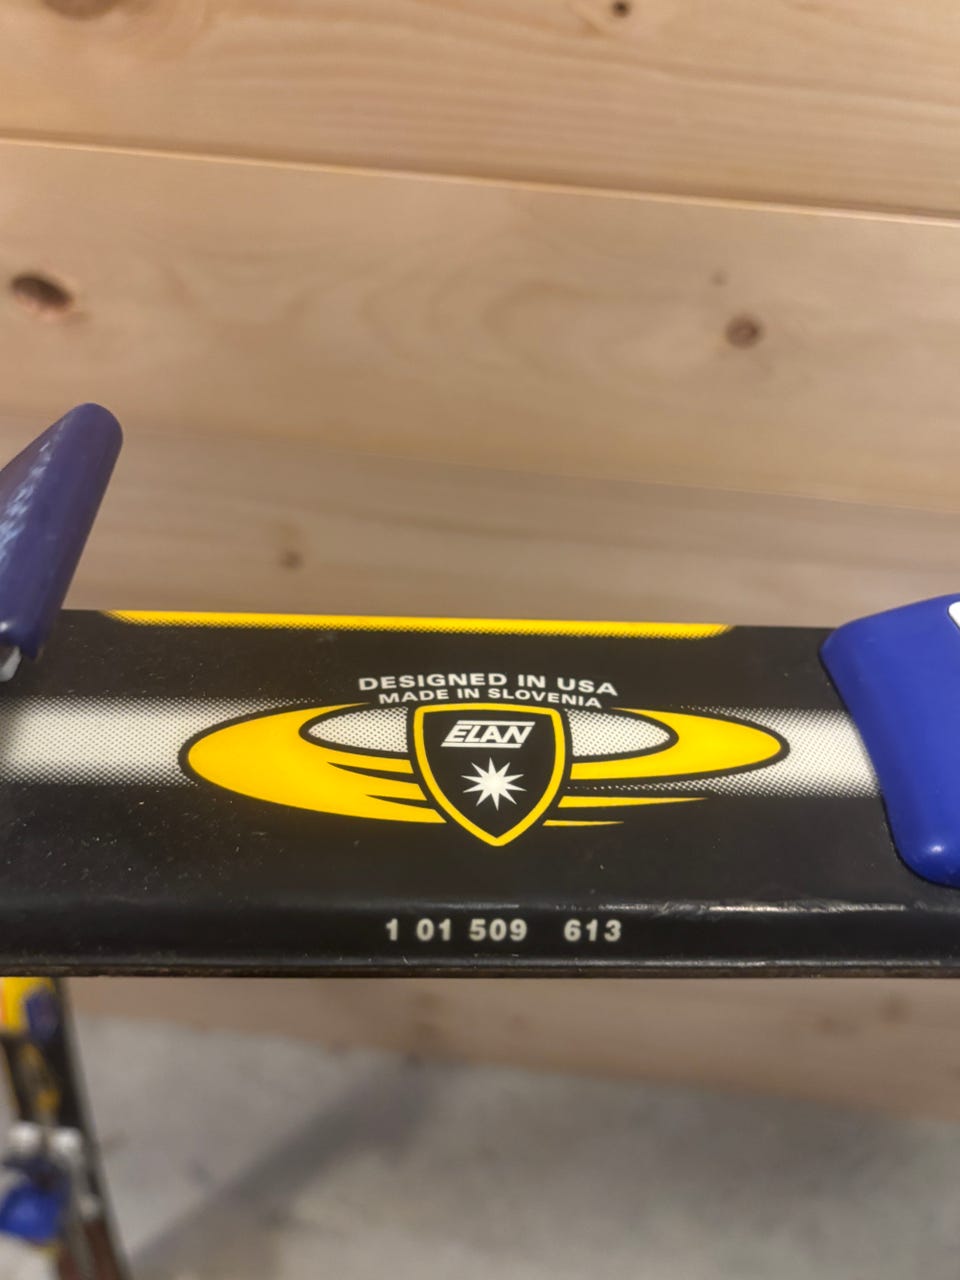 DESIGNED IN USA
MADE IN SLOVENIA
ELAN
1 01 509 613